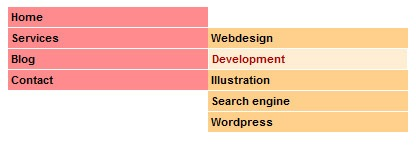 Home
Services
Webdesign
Blog
Development
Contact
Illustration
Search engine
Wordpress